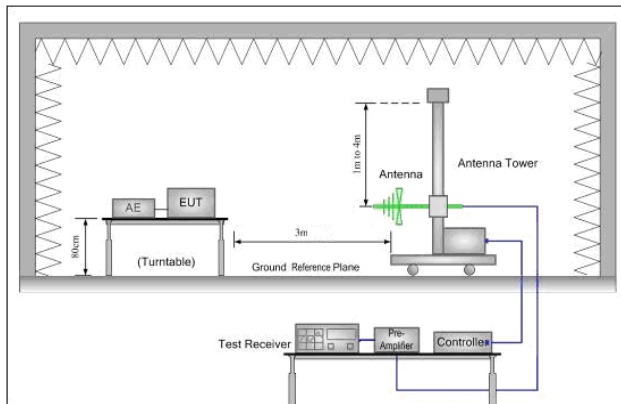 1m to 4m
Antenna
Antenna Tower
AE
EUT
80cm
(Turntable)
3m
Ground Reference Plane
Test Receiver
Pre-
Amplifier
Controller